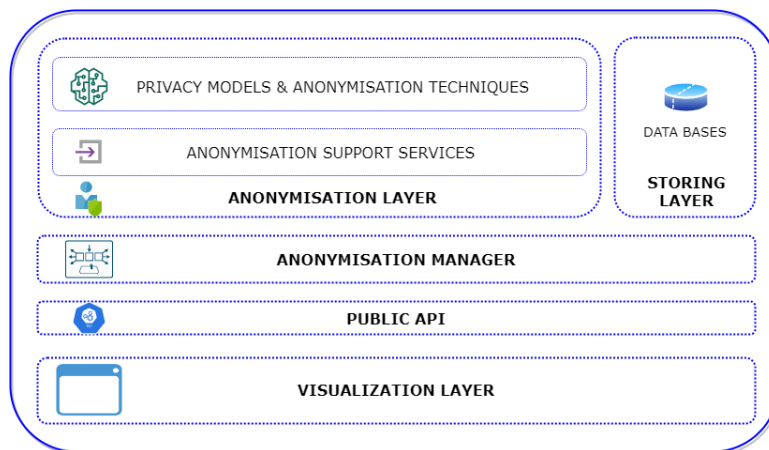 PRIVACY MODELS & ANONYMISATION TECHNIQUES
ANONYMISATION SUPPORT SERVICES
ANONYMISATION LAYER
DATA BASES
STORING
LAYER
ANONYMISATION MANAGER
PUBLIC API
VISUALIZATION LAYER